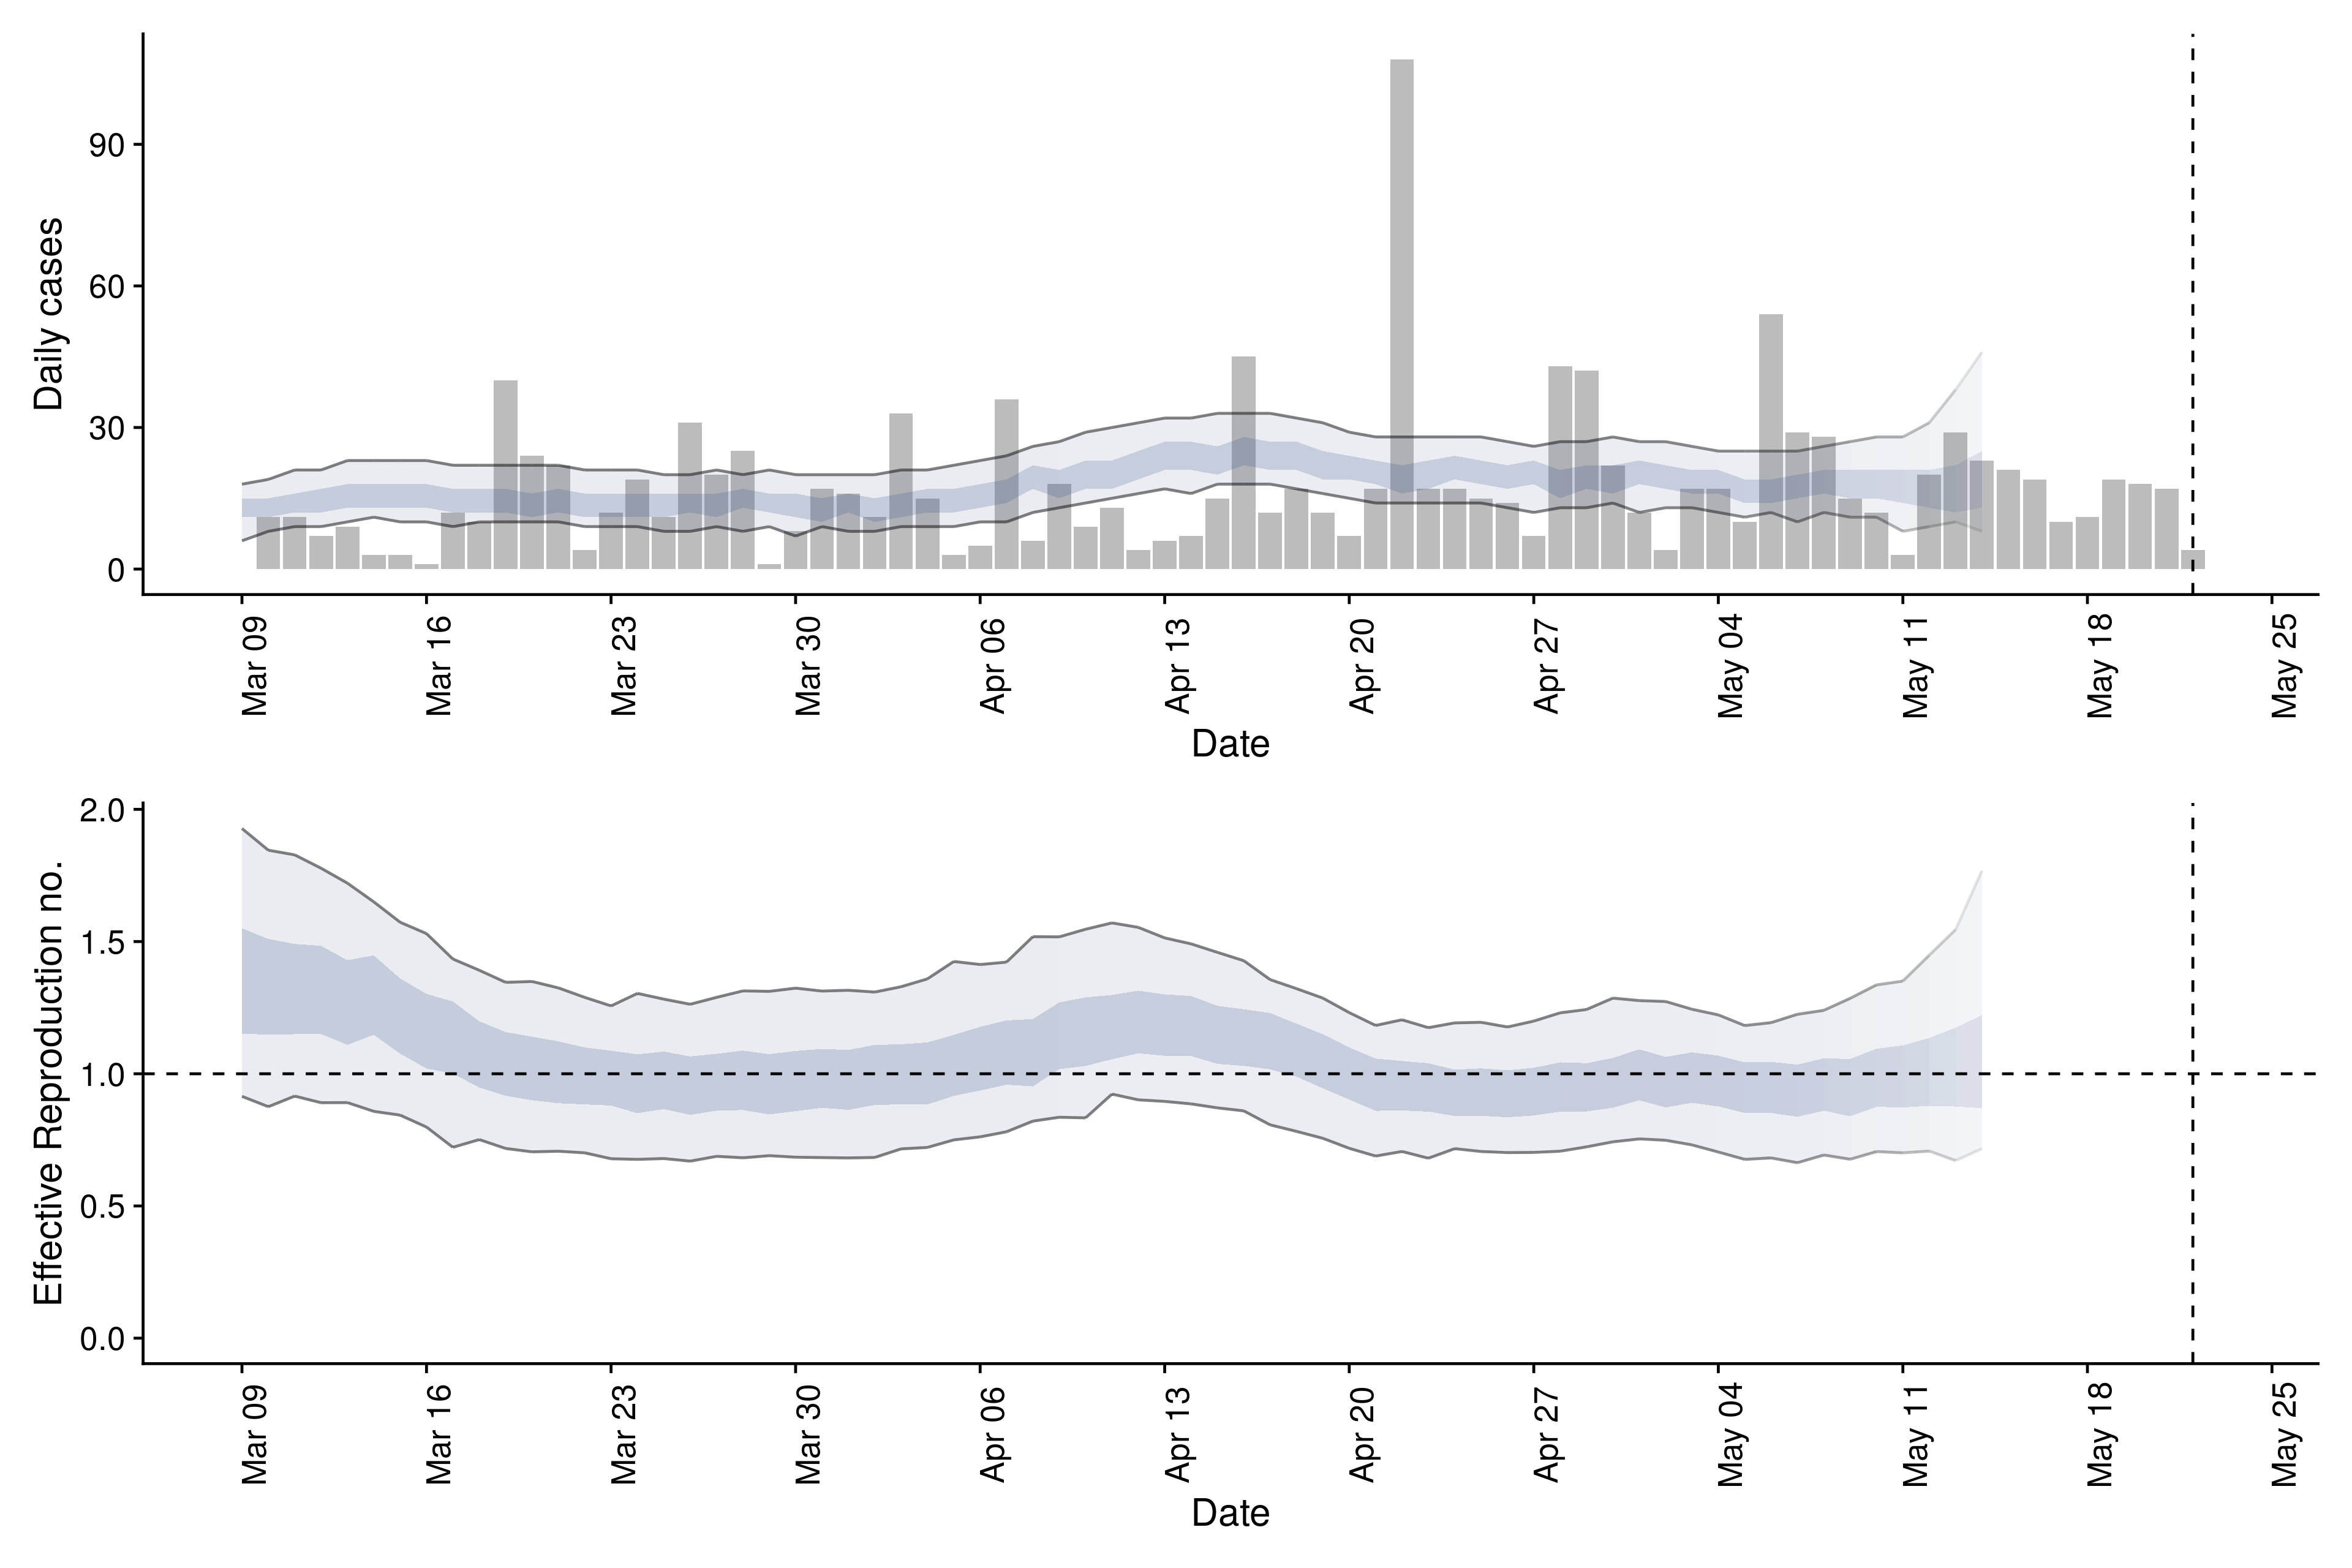 Daily cases
90
60
30
0
Mar 09
Mar 16
Mar 23
Mar 30
Apr 06
Apr 13
Apr 20
Apr 27
May 04
May 11
May 18
May 25
Date
Effective Reproduction no.
2.0
1.5
1.0
0.5
0.0
Mar 09
Mar 16
Mar 23
Mar 30
Apr 06
Apr 13
Apr 20
Apr 27
May 04
May 11
May 18
May 25
Date